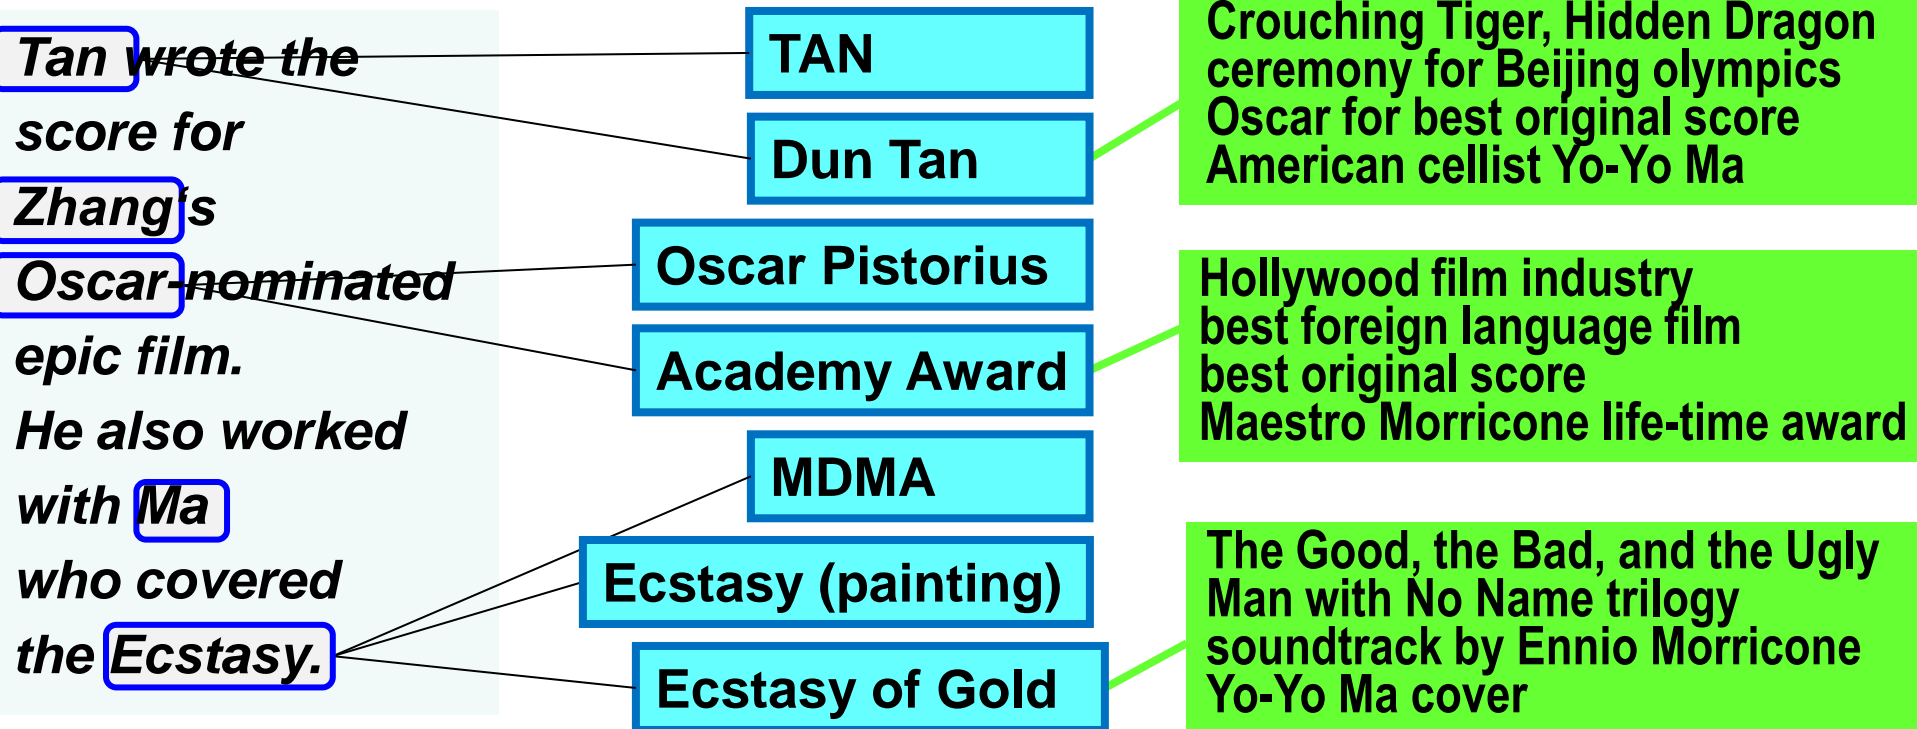 Tan wrote the
score for
Zhang's
Oscar-nominated
epic film.
He also worked
with Ma
who covered
the Ecstasy.
TAN
Dun Tan
Oscar Pistorius
Academy Award
MDMA
Ecstasy (painting)
Ecstasy of Gold
Crouching Tiger, Hidden Dragon
ceremony for Beijing olympics
Oscar for best original score
American cellist Yo-Yo Ma
Hollywood film industry
best foreign language film
best original score
Maestro Morricone life-time award
The Good, the Bad, and the Ugly
Man with No Name trilogy
soundtrack by Ennio Morricone
Yo-Yo Ma cover